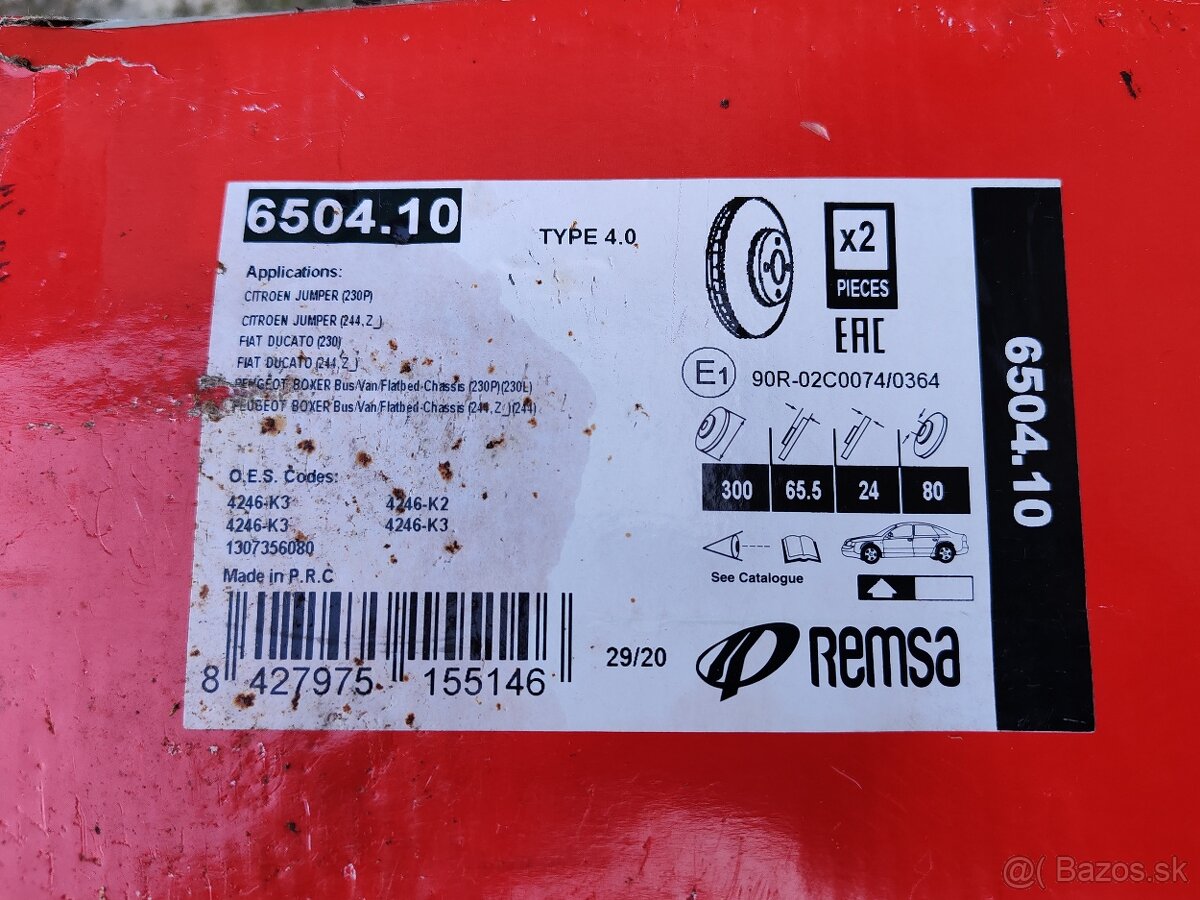 6504.10
TYPE 4.0
x2
PIECES
EAC
Applications:
CITROEN JUMPER (230P)
CITROEN JUMPER (244,Z_)
FIAT DUCATO (230)
FIAT DUCATO (244,Z_)
PEUGEOT BOXER Bus/Van/Flatbed-Chassis (230P)(230L)
PEUGEOT BOXER Bus/Van/Flatbed-Chassis (244,Z_)(244)
E1 90R-02C0074/0364
300 65.5 24 80
O.E.S. Codes:
4246-K3 4246-K2
4246-K3 4246-K3
1307356080
Made in P.R.C
See Catalogue
8 427975 155146
29/20
REMSA
6504.10
@( Bazos.sk